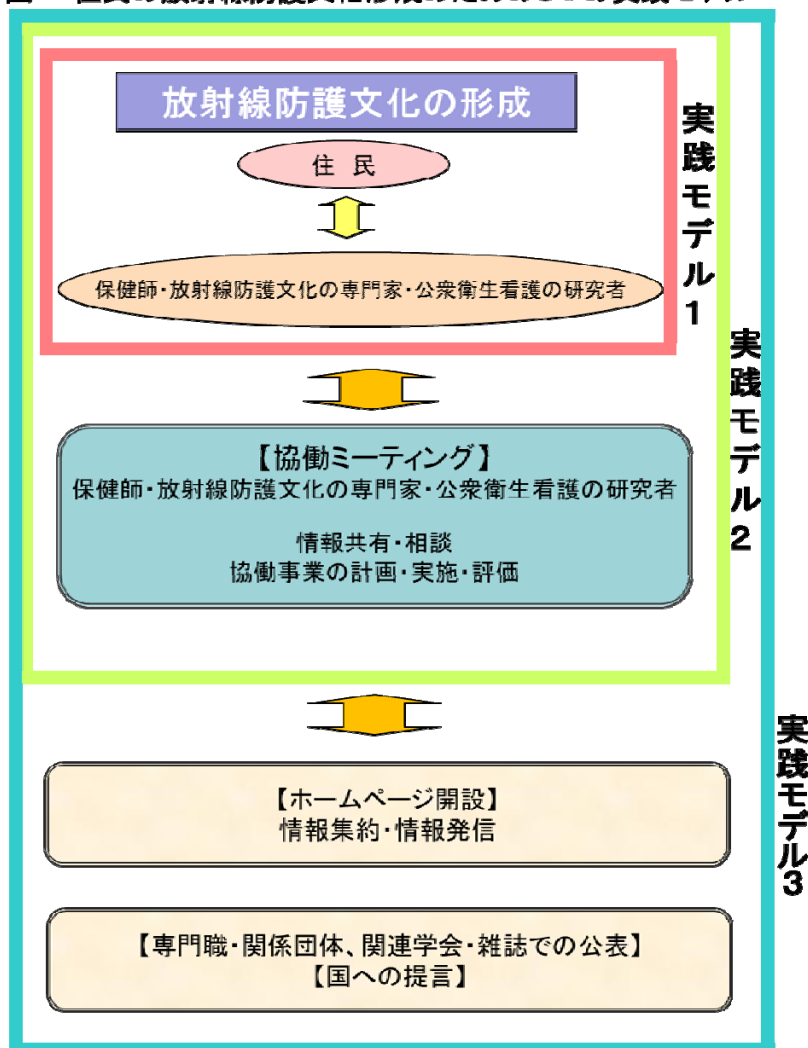 放射線防護文化の形成
住 民
保健師・放射線防護文化の専門家・公衆衛生看護の研究者
実践モデル1
【協働ミーティング】
保健師・放射線防護文化の専門家・公衆衛生看護の研究者
情報共有・相談
協働事業の計画・実施・評価
実践モデル2
【ホームページ開設】
情報集約・情報発信
【専門職・関係団体、関連学会・雑誌での公表】
【国への提言】
実践モデル3